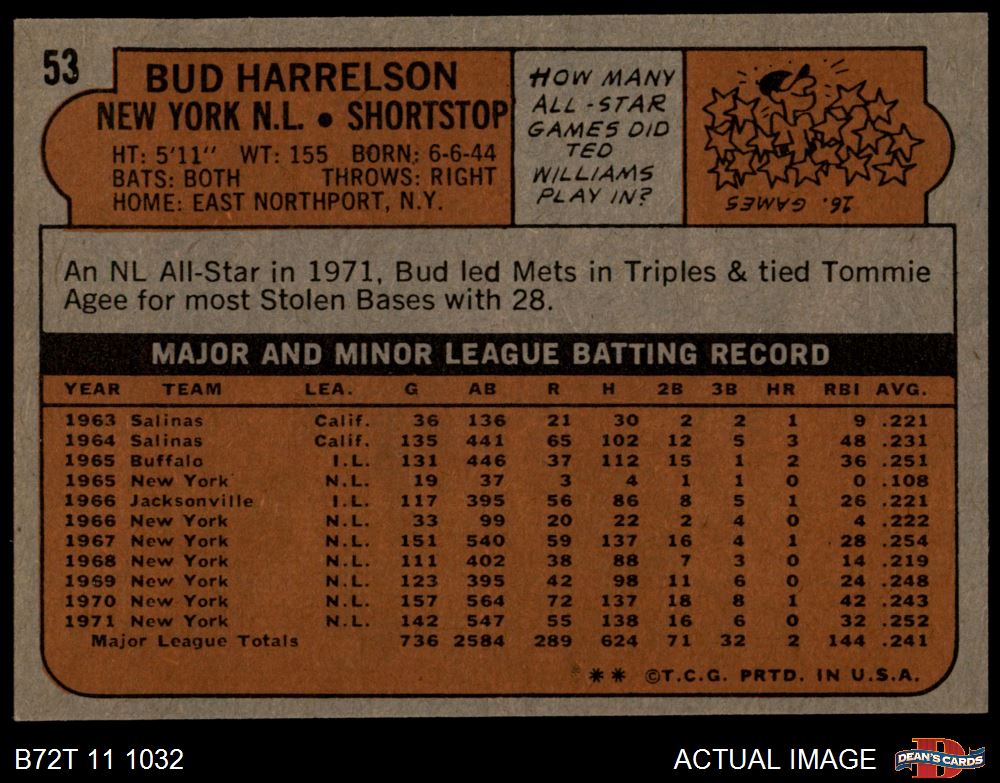 53
BUD HARRELSON
NEW YORK N.L. • SHORTSTOP
HT: 5'11" WT: 155 BORN: 6-6-44
BATS: BOTH THROWS: RIGHT
HOME: EAST NORTHPORT, N.Y.
HOW MANY
ALL-STAR
GAMES DID
TED
WILLIAMS
PLAY IN?
16. GAMES
An NL All-Star in 1971, Bud led Mets in Triples & tied Tommie
Agee for most Stolen Bases with 28.
MAJOR AND MINOR LEAGUE BATTING RECORD
YEAR TEAM LEA. G AB R H 2B 3B HR RBI AVG.
1963 Salinas Calif. 36 136 21 30 2 2 1 9 .221
1964 Salinas Calif. 135 441 65 102 12 5 3 48 .231
1965 Buffalo I.L. 131 446 37 112 15 1 2 36 .251
1965 New York N.L. 19 37 3 4 1 1 0 0 .108
1966 Jacksonville I.L. 117 395 56 86 8 5 1 26 .221
1966 New York N.L. 33 99 20 22 2 4 0 4 .222
1967 New York N.L. 151 540 59 137 16 4 1 28 .254
1968 New York N.L. 111 402 38 88 7 3 0 14 .219
1969 New York N.L. 123 395 42 98 11 6 0 24 .248
1970 New York N.L. 157 564 72 137 18 8 1 42 .243
1971 New York N.L. 142 547 55 138 16 6 0 32 .252
Major League Totals 736 2584 289 624 71 32 2 144 .241
** ©T.C.G. PRTD. IN U.S.A.
B72T 11 1032
ACTUAL IMAGE
D
DEAN'S CARDS